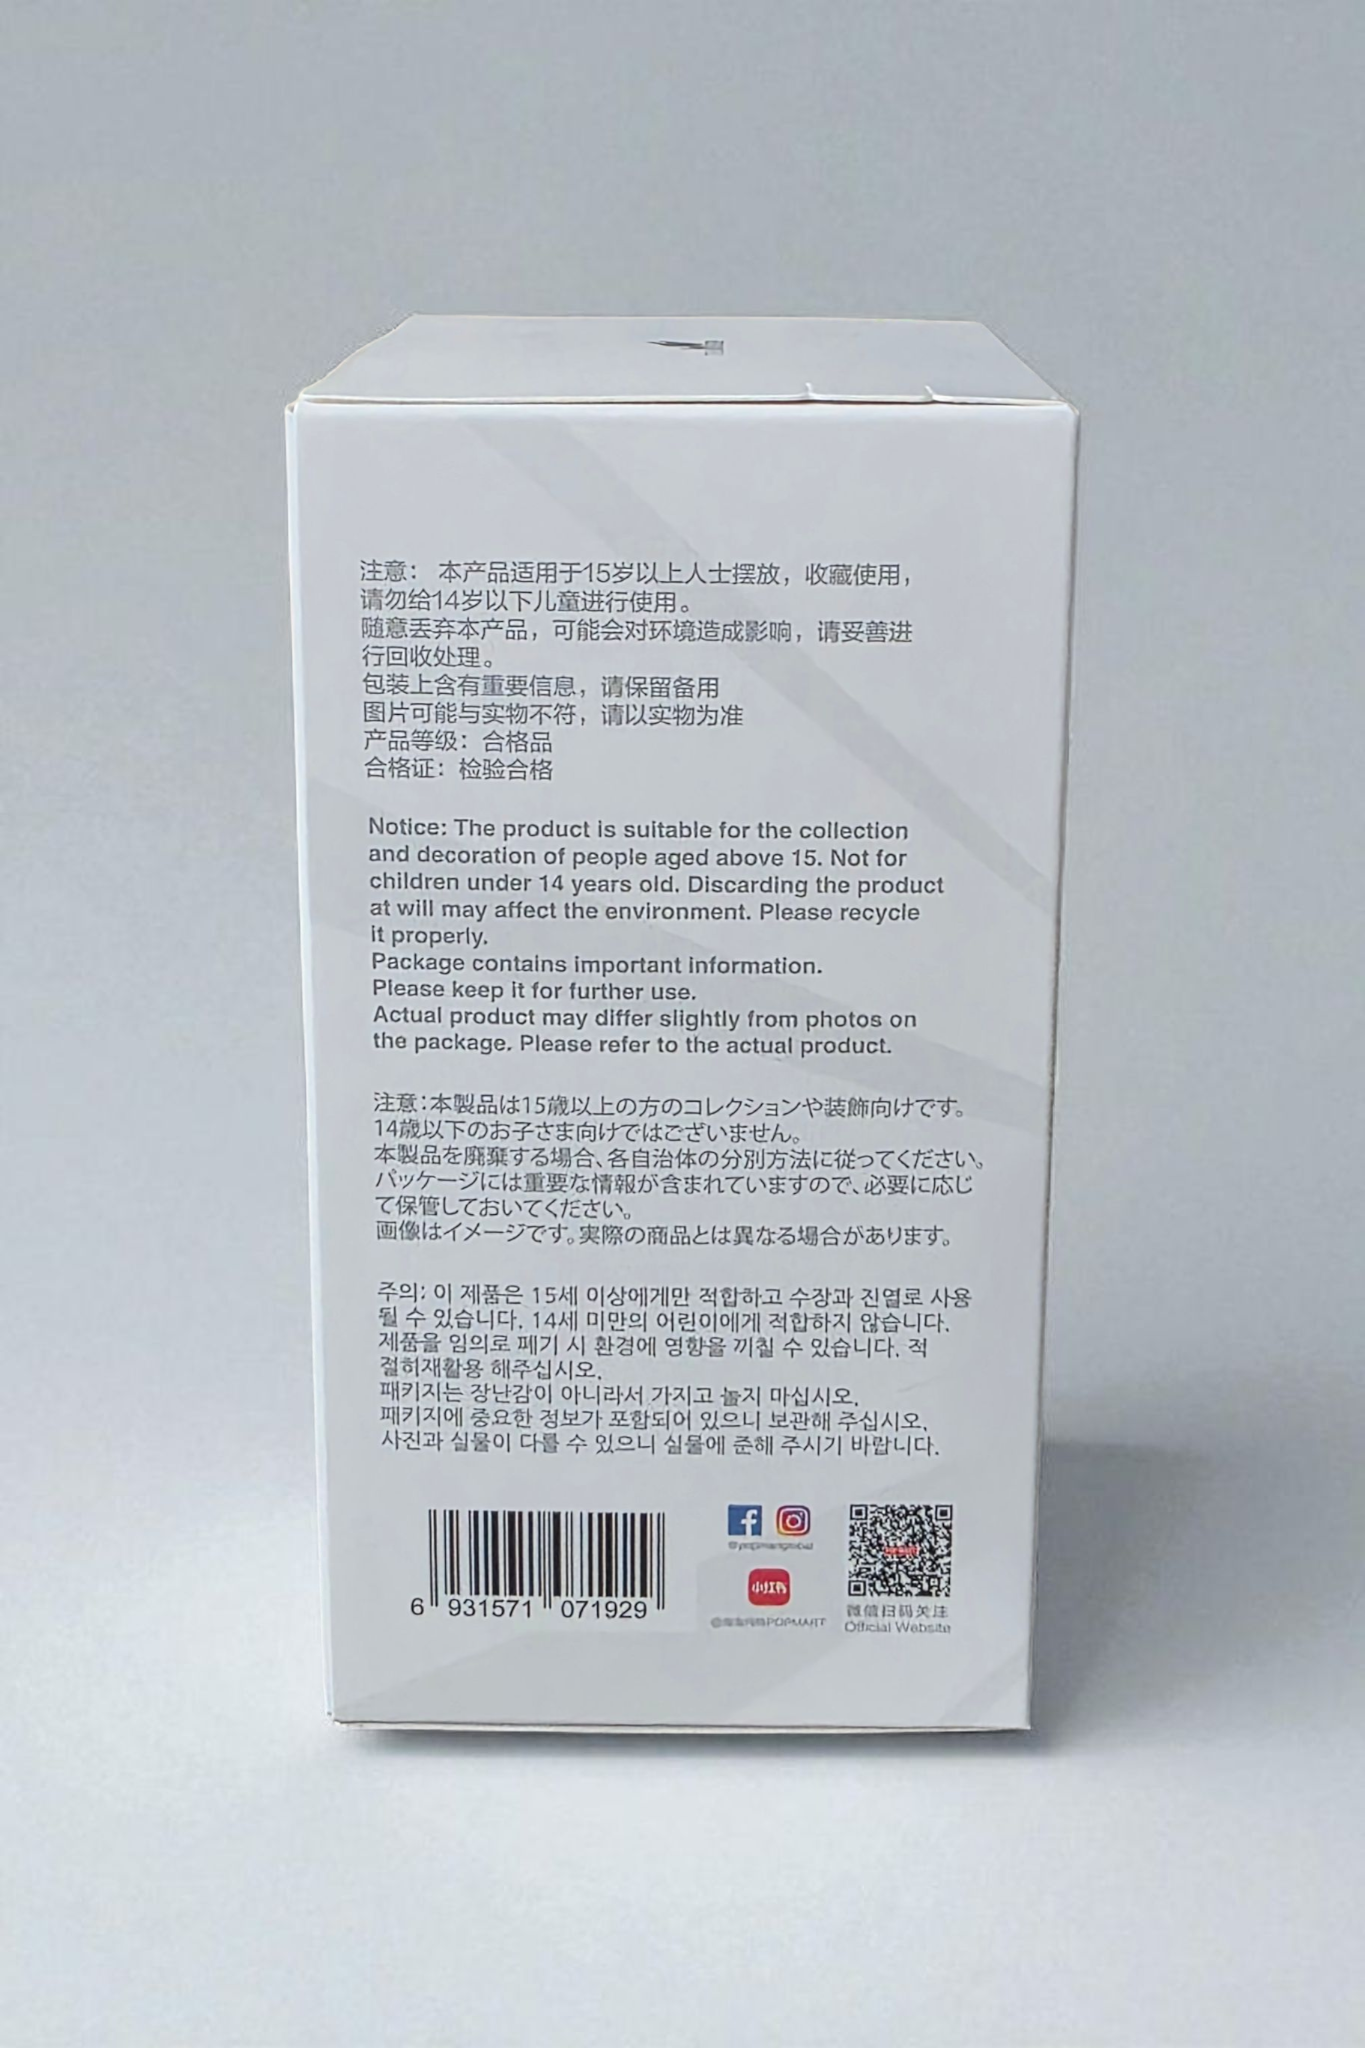 注意： 本产品适用于15岁以上人士摆放，收藏使用，
请勿给14岁以下儿童进行使用。
随意丢弃本产品，可能会对环境造成影响，请妥善进
行回收处理。
包装上含有重要信息，请保留备用
图片可能与实物不符，请以实物为准
产品等级：合格品
合格证：检验合格
Notice: The product is suitable for the collection
and decoration of people aged above 15. Not for
children under 14 years old. Discarding the product
at will may affect the environment. Please recycle
it properly.
Package contains important information.
Please keep it for further use.
Actual product may differ slightly from photos on
the package. Please refer to the actual product.
注意：本製品は15歳以上の方のコレクションや装飾向けです。
14歳以下のお子さま向けではございません。
本製品を廃棄する場合、各自治体の分別方法に従ってください。
パッケージには重要な情報が含まれていますので、必要に応じ
て保管しておいてください。
画像はイメージです。実際の商品とは異なる場合があります。
주의: 이 제품은 15세 이상에게만 적합하고 수장과 진열로 사용
될 수 있습니다. 14세 미만의 어린이에게 적합하지 않습니다.
제품을 임의로 폐기 시 환경에 영향을 끼칠 수 있습니다. 적
절히재활용 해주십시오.
패키지는 장난감이 아니라서 가지고 놀지 마십시오.
패키지에 중요한 정보가 포함되어 있으니 보관해 주십시오.
사진과 실물이 다를 수 있으니 실물에 준해 주시기 바랍니다.
6 931571 071929
小红书
微信扫码关注
Official Website